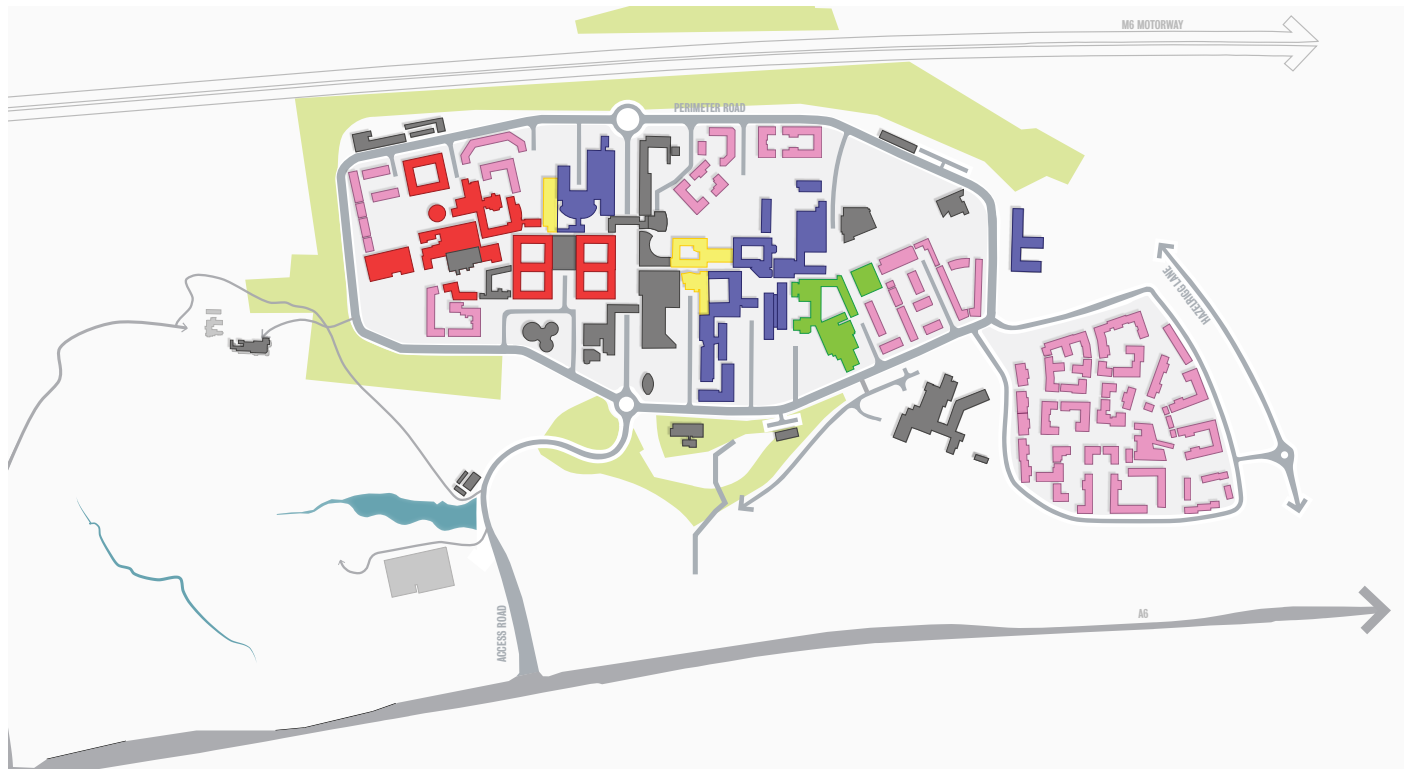 M6 MOTORWAY
PERIMETER ROAD
HAZELRIGG LANE
ACCESS ROAD
A6